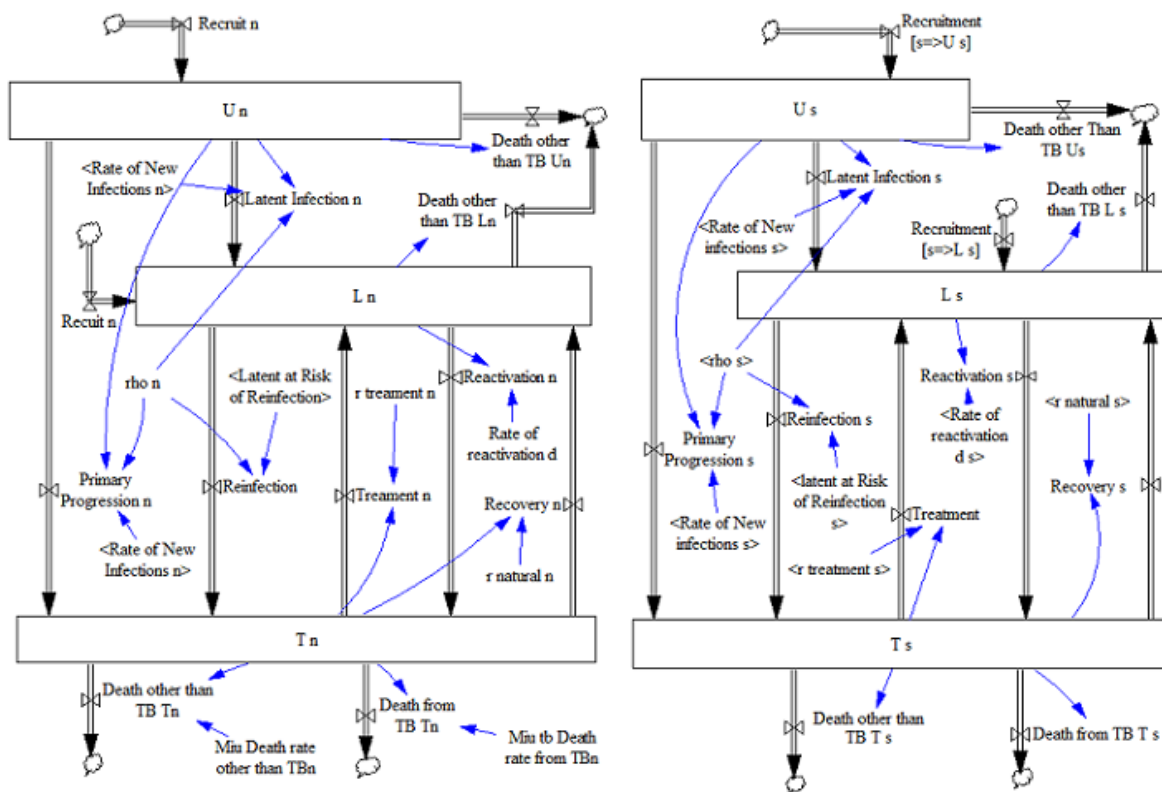 Recruit n
U n
Death other
than TB Un
<Rate of New
Infections n>
Latent Infection n
Death other
than TB Ln
L n
Recuit n
rho n
<Latent at Risk
of Reinfection>
r treament n
Reactivation n
Rate of
reactivation d
Primary
Progression n
Reinfection
Treament n
Recovery n
<Rate of New
Infections n>
r natural n
T n
Death other than
TB Tn
Death from
TB Tn
Miu Death rate
other than TBn
Miu tb Death
rate from TBn
Recruitment
[s=>U s]
U s
Death other Than
TB Us
Latent Infection s
Death other
than TB L s
<Rate of New
infections s>
Recruitment
[s=>L s]
L s
<rho s>
Reactivation s
Reinfection s
<Rate of
reactivation
d s>
<r natural s>
Primary
Progression s
<latent at Risk
of Reinfection
s>
Recovery s
Treatment
<Rate of New
infections s>
<r treatment s>
T s
Death other than
TB T s
Death from TB T s